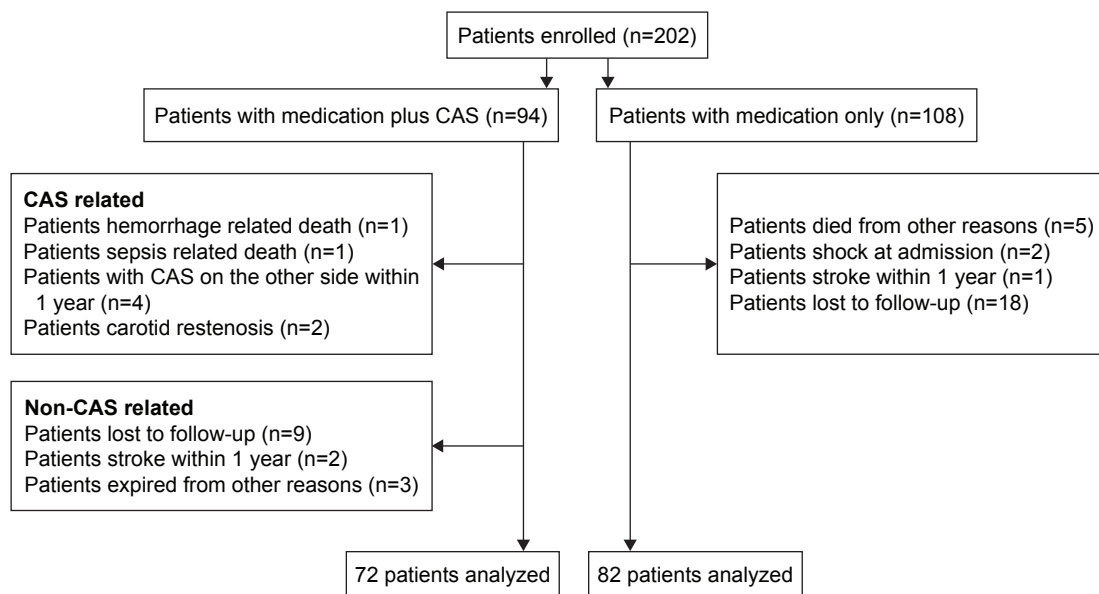 Patients enrolled (n=202)
Patients with medication plus CAS (n=94)
Patients with medication only (n=108)
CAS related
Patients hemorrhage related death (n=1)
Patients sepsis related death (n=1)
Patients with CAS on the other side within
1 year (n=4)
Patients carotid restenosis (n=2)
Patients died from other reasons (n=5)
Patients shock at admission (n=2)
Patients stroke within 1 year (n=1)
Patients lost to follow-up (n=18)
Non-CAS related
Patients lost to follow-up (n=9)
Patients stroke within 1 year (n=2)
Patients expired from other reasons (n=3)
72 patients analyzed
82 patients analyzed